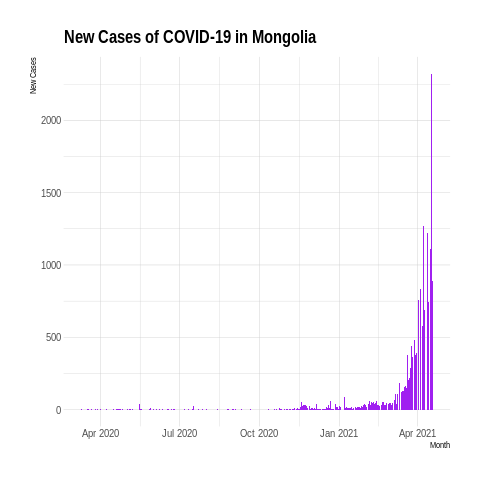 New Cases of COVID-19 in Mongolia
New Cases
2000
1500
1000
500
0
Apr 2020 Jul 2020 Oct 2020 Jan 2021 Apr 2021
Month